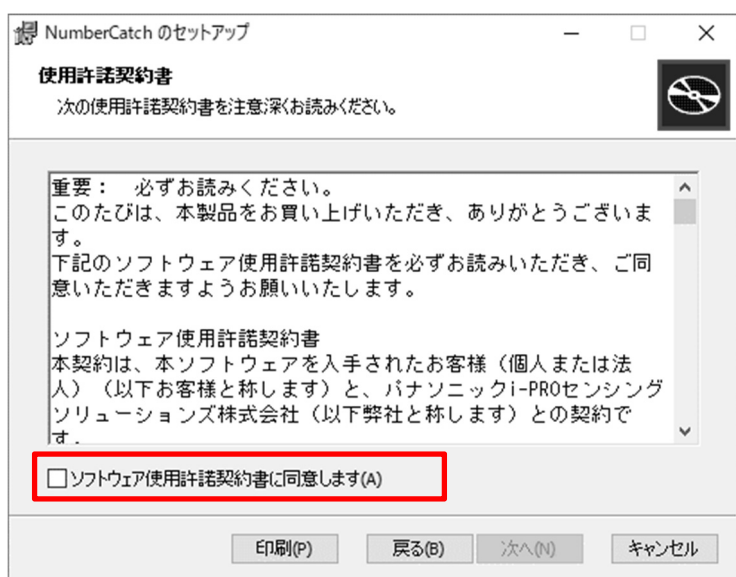 NumberCatch のセットアップ
使用許諾契約書
次の使用許諾契約書を注意深くお読みください。
重要：　必ずお読みください。
このたびは、本製品をお買い上げいただき、ありがとうございま
す。
下記のソフトウェア使用許諾契約書を必ずお読みいただき、ご同
意いただきますようお願いいたします。
ソフトウェア使用許諾契約書
本契約は、本ソフトウェアを入手されたお客様（個人または法
人）（以下お客様と称します）と、パナソニックi-PROセンシング
ソリューションズ株式会社（以下弊社と称します）との契約で
す。
ソフトウェア使用許諾契約書に同意します(A)
印刷(P)
戻る(B)
次へ(N)
キャンセル